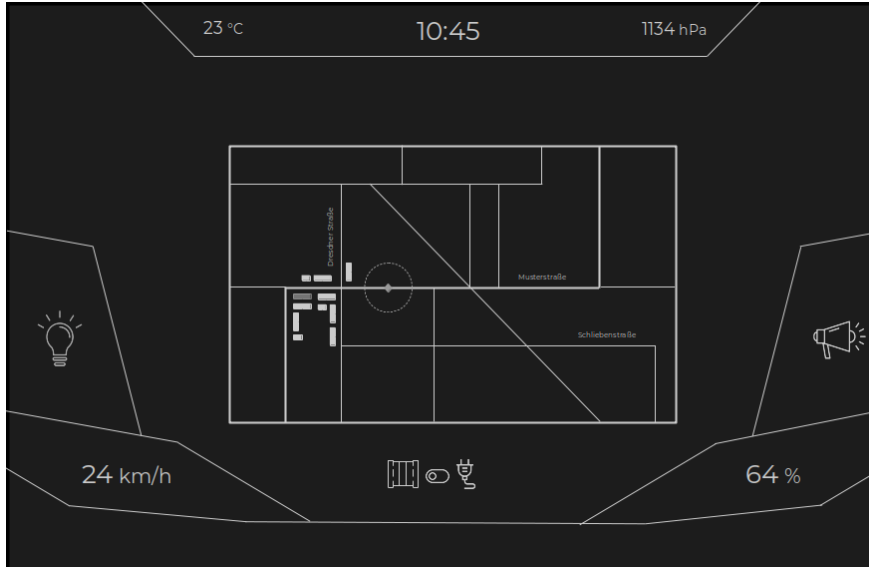 23 °C
10:45
1134 hPa
Dresdner Straße
Musterstraße
Schliebenstraße
24 km/h
64 %